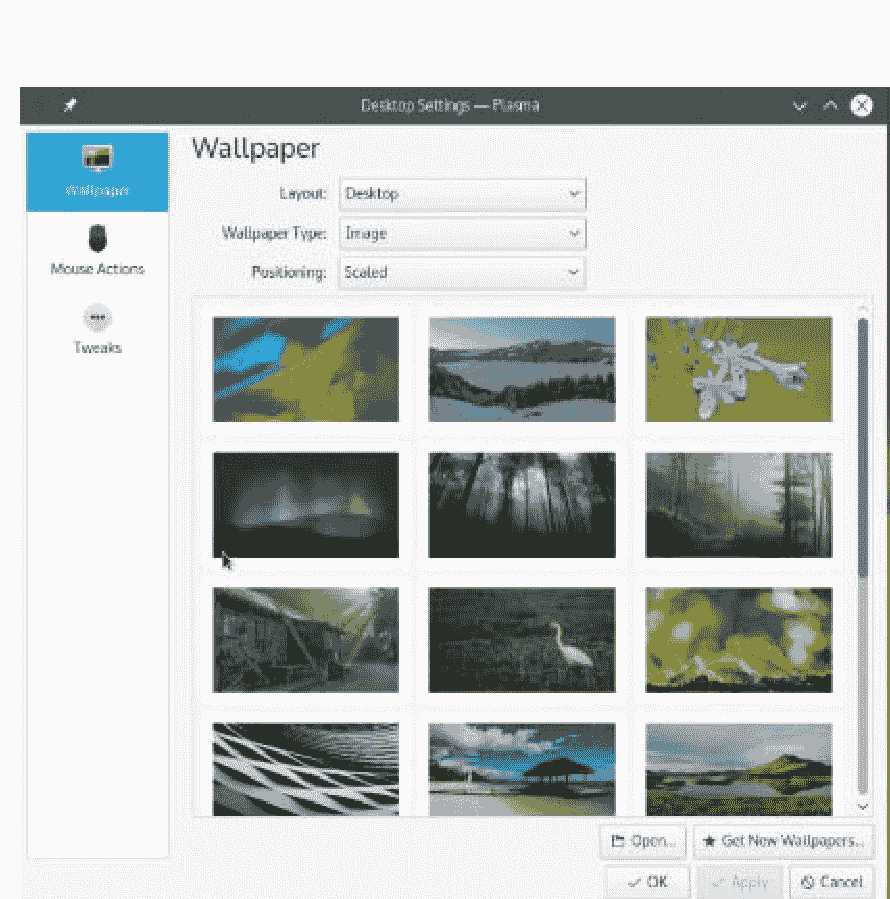 Desktop Settings — Plasma
Wallpaper
Mouse Actions
Tweaks
Wallpaper
Layout: Desktop
Wallpaper Type: Image
Positioning: Scaled
Open...
Get New Wallpapers...
OK
Apply
Cancel